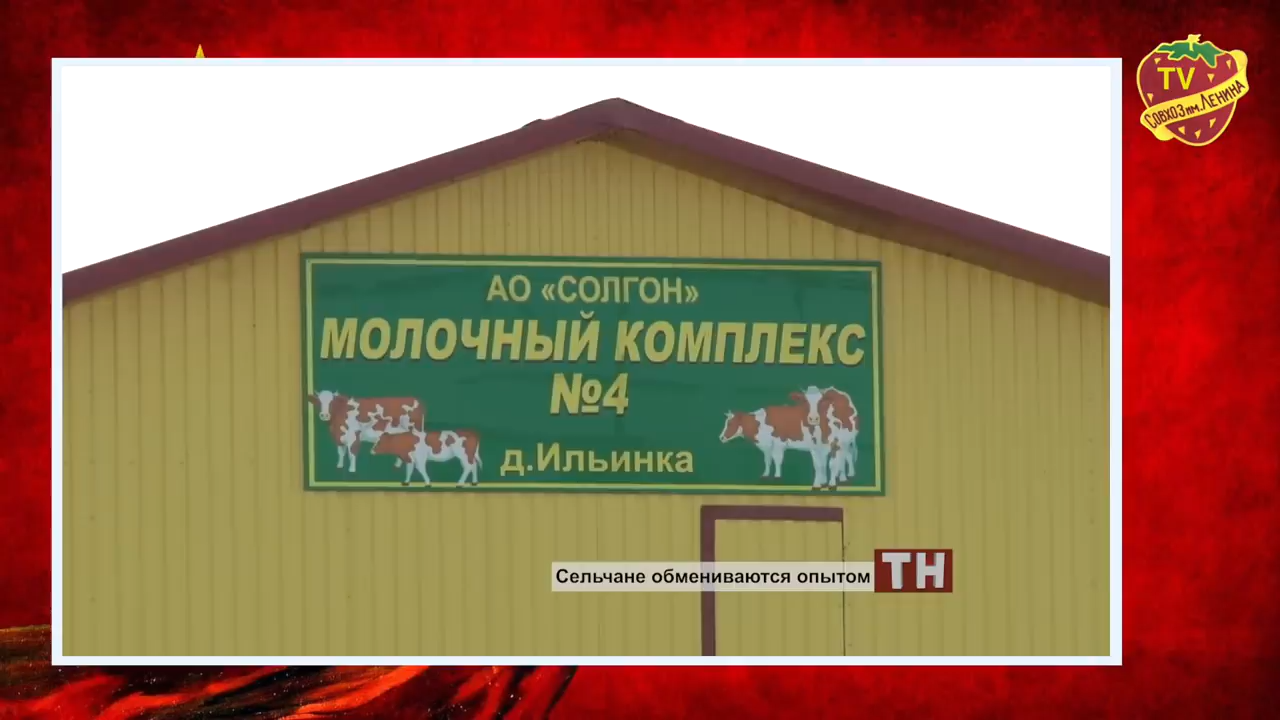 TV
Совхоз им. Ленина
АО «СОЛГОН»
МОЛОЧНЫЙ КОМПЛЕКС
№4
д.Ильинка
Сельчане обмениваются опытом
ТН